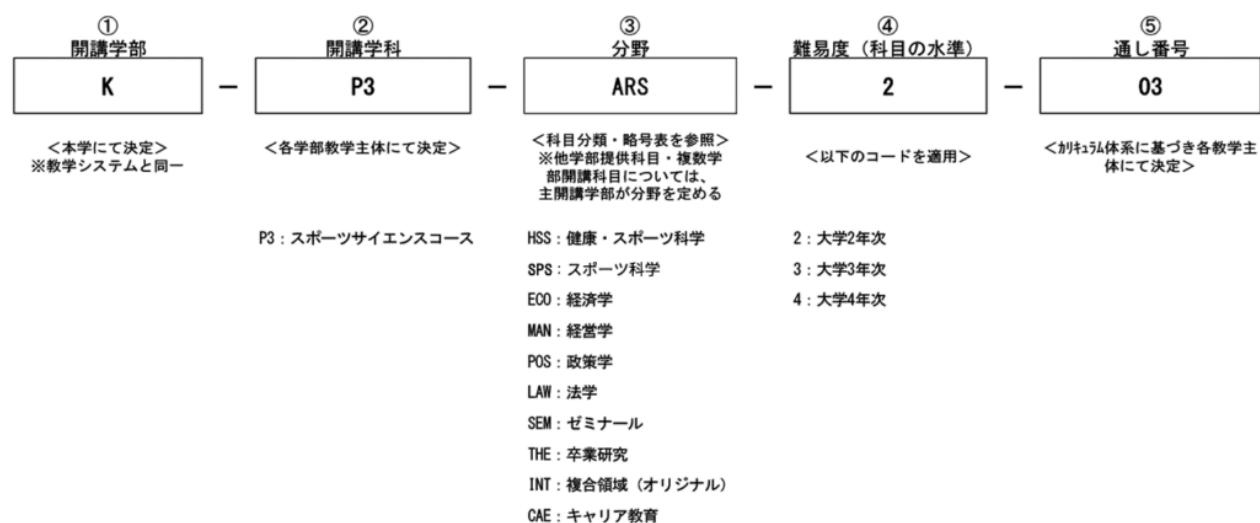 ①
開講学部
K
<本学にて決定>
※教学システムと同一
－
②
開講学科
P3
<各学部教学主体にて決定>
P3：スポーツサイエンスコース
－
③
分野
ARS
<科目分類・略号表を参照>
※他学部提供科目・複数学
部開講科目については、
主開講学部が分野を定める
HSS：健康・スポーツ科学
SPS：スポーツ科学
ECO：経済学
MAN：経営学
POS：政策学
LAW：法学
SEM：ゼミナール
THE：卒業研究
INT：複合領域（オリジナル）
CAE：キャリア教育
－
④
難易度（科目の水準）
2
<以下のコードを適用>
2：大学2年次
3：大学3年次
4：大学4年次
－
⑤
通し番号
03
<ｶﾘｷｭﾗﾑ体系に基づき各教学主
体にて決定>